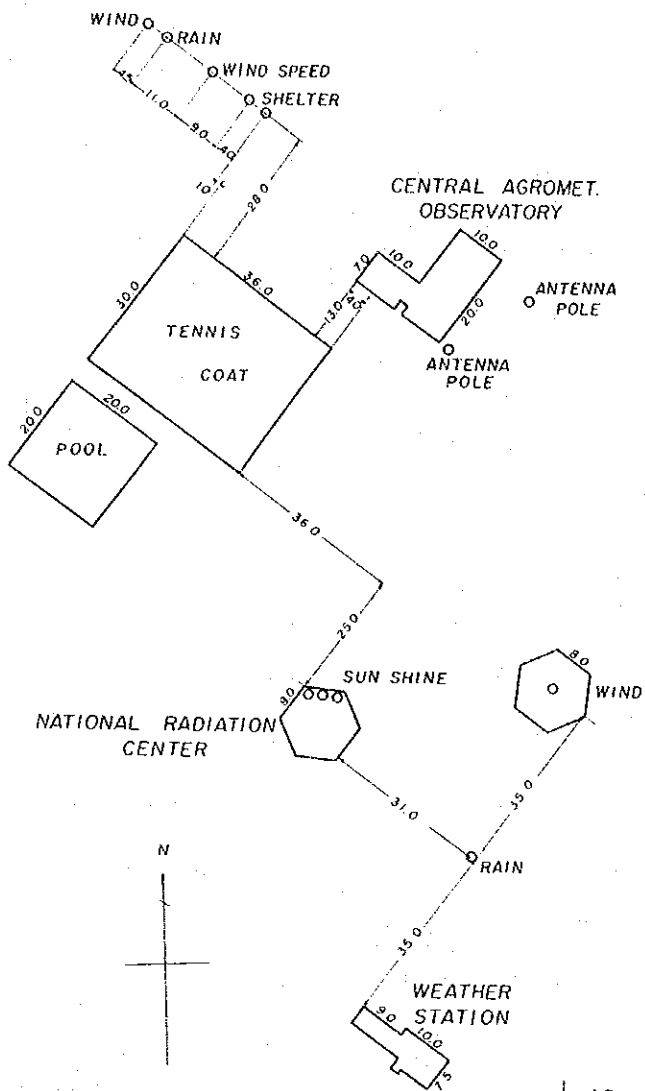 WIND
RAIN
WIND SPEED
SHELTER
4.5
11.0
9.0
4.0
28.0
CENTRAL AGROMET.
OBSERVATORY
7.0
10.0
10.0
20.0
ANTENNA
POLE
ANTENNA
POLE
30.0
36.0
13.0
TENNIS
COAT
20.0
20.0
POOL
36.0
25.0
8.0
SUN SHINE
8.0
WIND
NATIONAL RADIATION
CENTER
31.0
35.0
RAIN
N
35.0
WEATHER
STATION
9.0
10.0
7.5